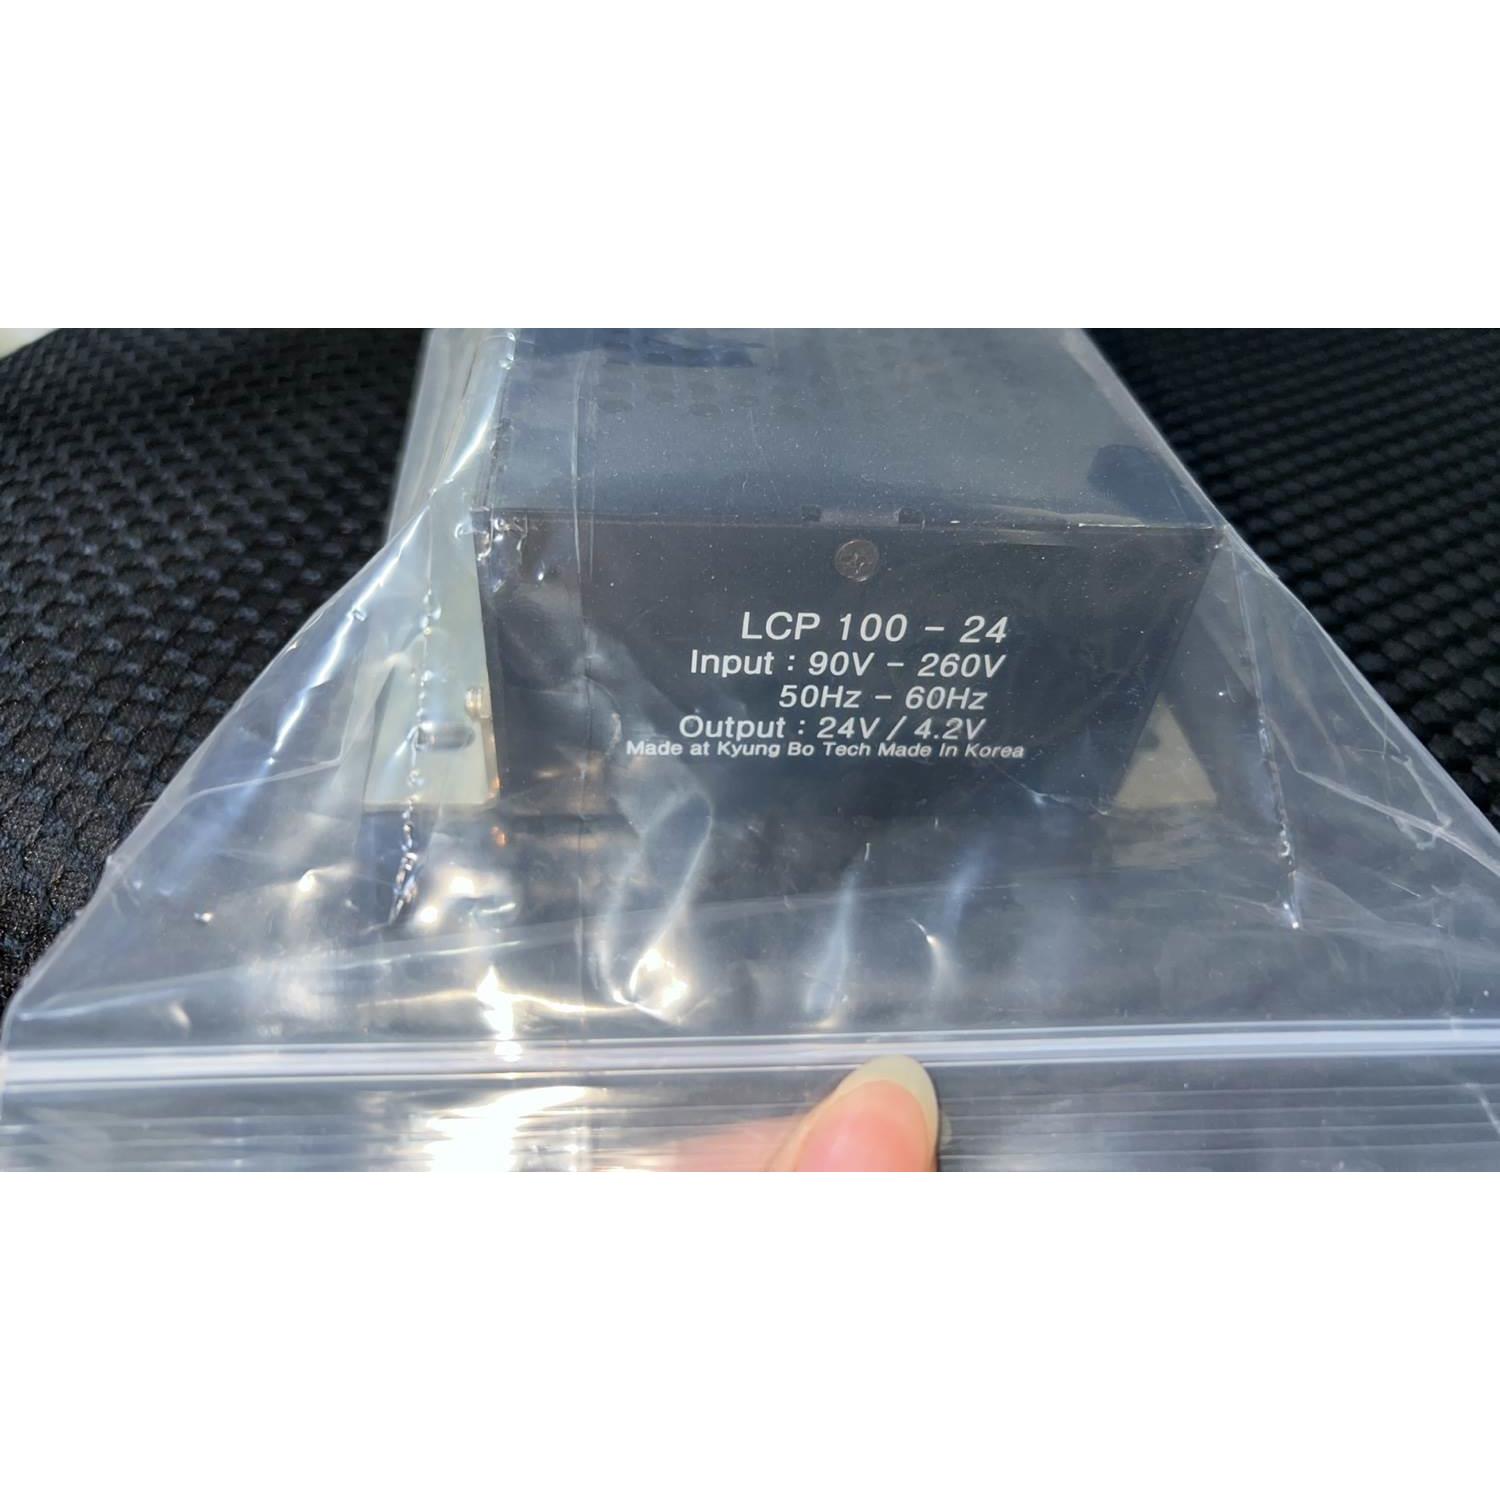 LCP 100 - 24
Input : 90V - 260V
50Hz - 60Hz
Output : 24V / 4.2V
Made at Kyung Bo Tech Made In Korea